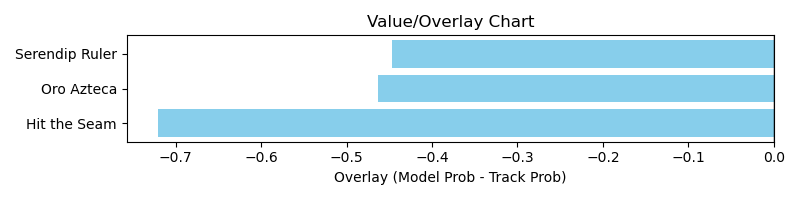 Value/Overlay Chart
Serendip Ruler
Oro Azteca
Hit the Seam
−0.7 −0.6 −0.5 −0.4 −0.3 −0.2 −0.1 0.0
Overlay (Model Prob - Track Prob)